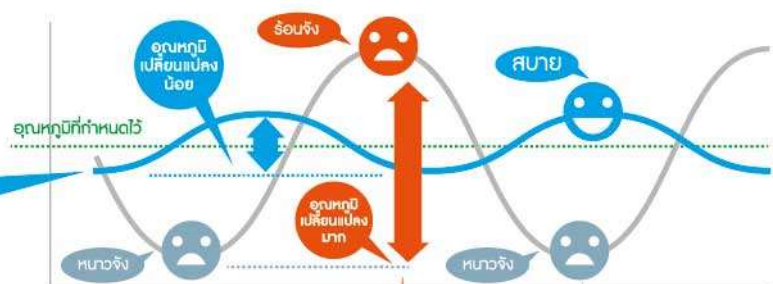 อุณหภูมิ
เปลี่ยนแปลง
น้อย
ร้อนจัง
สบาย
อุณหภูมิที่กำหนดไว้
อุณหภูมิ
เปลี่ยนแปลง
มาก
หนาวจัง
หนาวจัง